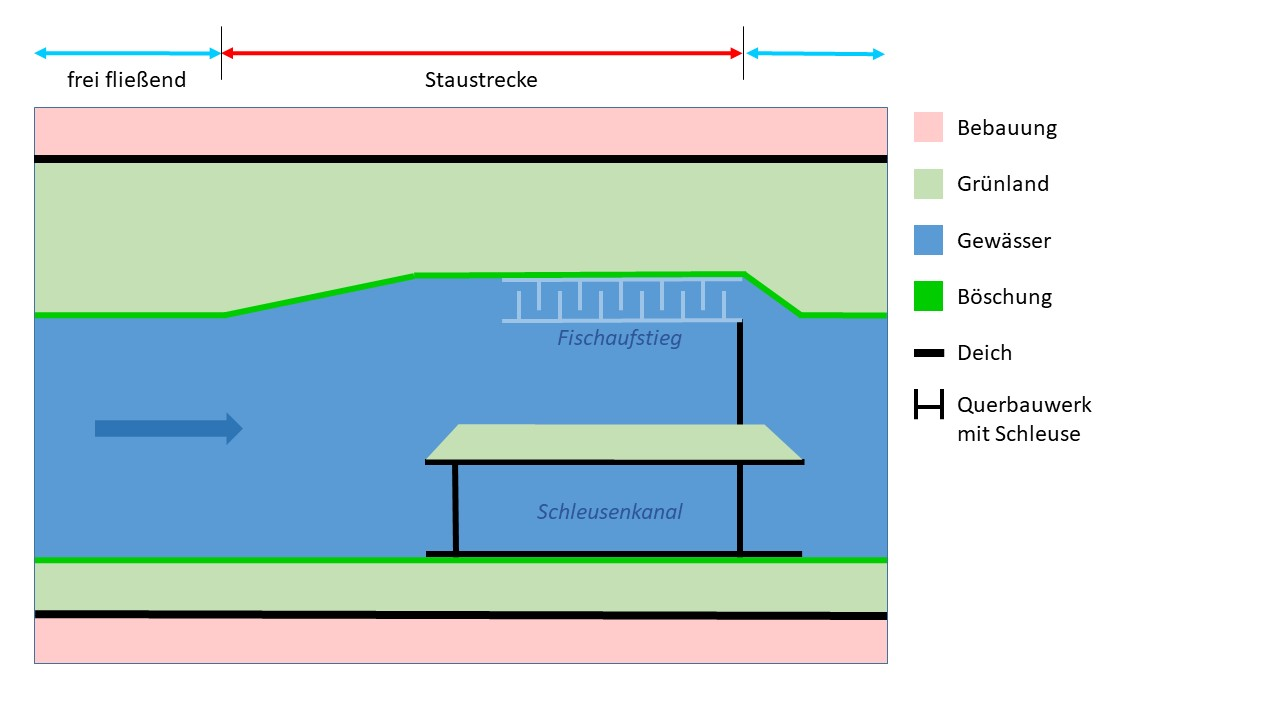 frei fließend
Staustrecke
Bebauung
Grünland
Gewässer
Böschung
Deich
Querbauwerk
mit Schleuse
Fischaufstieg
Schleusenkanal